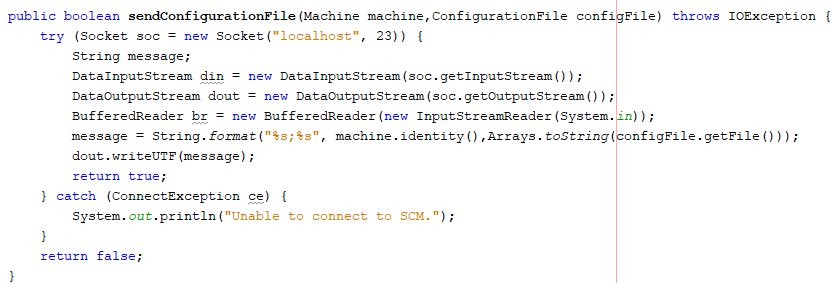 public boolean sendConfigurationFile(Machine machine,ConfigurationFile configFile) throws IOException {
    try (Socket soc = new Socket("localhost", 23)) {
        String message;
        DataInputStream din = new DataInputStream(soc.getInputStream());
        DataOutputStream dout = new DataOutputStream(soc.getOutputStream());
        BufferedReader br = new BufferedReader(new InputStreamReader(System.in));
        message = String.format("%s;%s", machine.identity(),Arrays.toString(configFile.getFile()));
        dout.writeUTF(message);
        return true;
    } catch (ConnectException ce) {
        System.out.println("Unable to connect to SCM.");
    }
    return false;
}